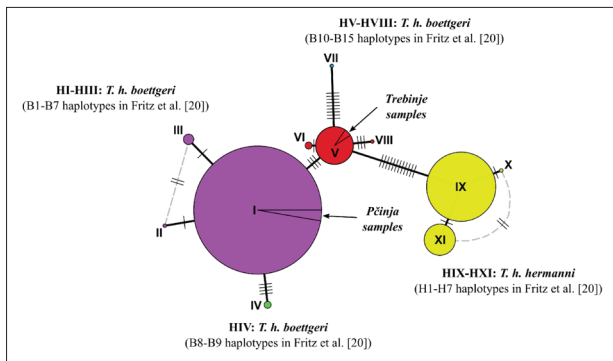 HV-HVIII: T. h. boettgeri
(B10-B15 haplotypes in Fritz et al. [20])
VII
HI-HIII: T. h. boettgeri
(B1-B7 haplotypes in Fritz et al. [20])
Trebinje
samples
III
VI
V
VIII
X
IX
I
Pčinja
samples
II
XI
HIX-HXI: T. h. hermanni
(H1-H7 haplotypes in Fritz et al. [20])
IV
HIV: T. h. boettgeri
(B8-B9 haplotypes in Fritz et al. [20])